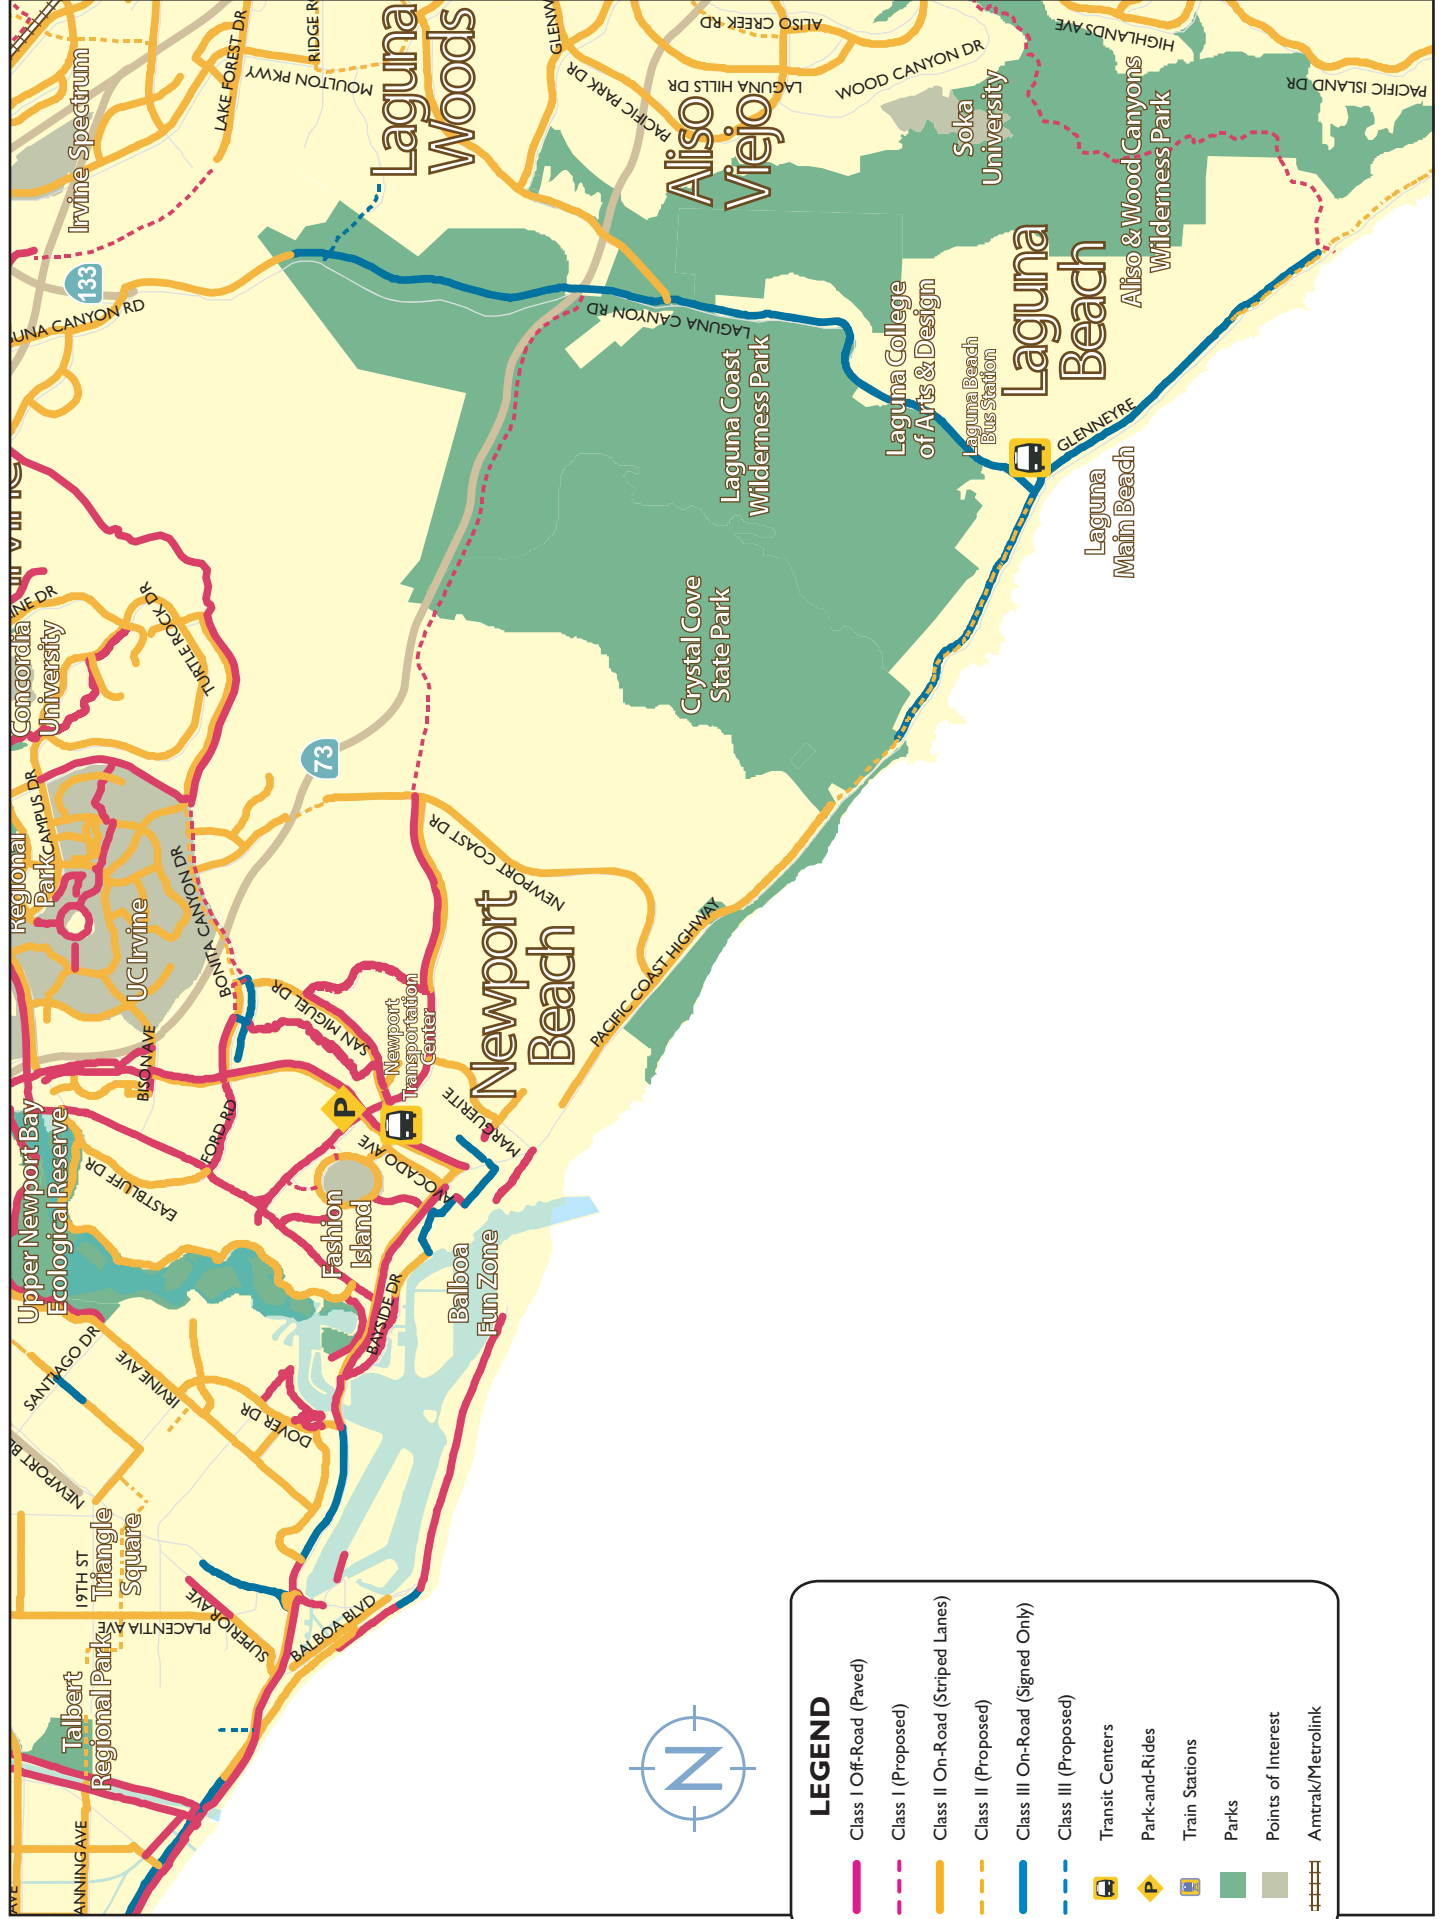 Irvine Spectrum
LAKE FOREST DR
RIDGE R
MOULTON PKWY
Laguna
Woods
GLENW
PACIFIC PARK DR
ALISO CREEK RD
LAGUNA HILLS DR
Aliso
Viejo
WOOD CANYON DR
HIGHLANDS AVE
Soka
University
PACIFIC ISLAND DR
Aliso & Wood Canyons
Wilderness Park
133
UNA CANYON RD
LAGUNA CANYON RD
Laguna Coast
Wilderness Park
Laguna College
of Arts & Design
Laguna Beach
Bus Station
Laguna
Beach
GLENNEYRE
Laguna
Main Beach
Crystal Cove
State Park
INE DR
Concordia
University
TURTLE ROCK DR
73
CAMPUS DR
Regional
Park
UC Irvine
BONITA CANYON DR
NEWPORT COAST DR
PACIFIC COAST HIGHWAY
Newport
Beach
SAN MIGUEL DR
BISON AVE
Newport
Transportation
Center
P
MARGUERITE
AVOCADO AVE
FORD RD
EASTBLUFF DR
Upper Newport Bay
Ecological Reserve
Fashion
Island
BAYSIDE DR
Balboa
Fun Zone
SANTIAGO DR
IRVINE AVE
DOVER DR
NEWPORT BL
19TH ST
Triangle
Square
PLACENTIA AVE
SUPERIOR AVE
BALBOA BLVD
Talbert
Regional Park
ANNING AVE
AVE
N
LEGEND
Class I Off-Road (Paved)
Class I (Proposed)
Class II On-Road (Striped Lanes)
Class II (Proposed)
Class III On-Road (Signed Only)
Class III (Proposed)
Transit Centers
P Park-and-Rides
Train Stations
Parks
Points of Interest
Amtrak/Metrolink